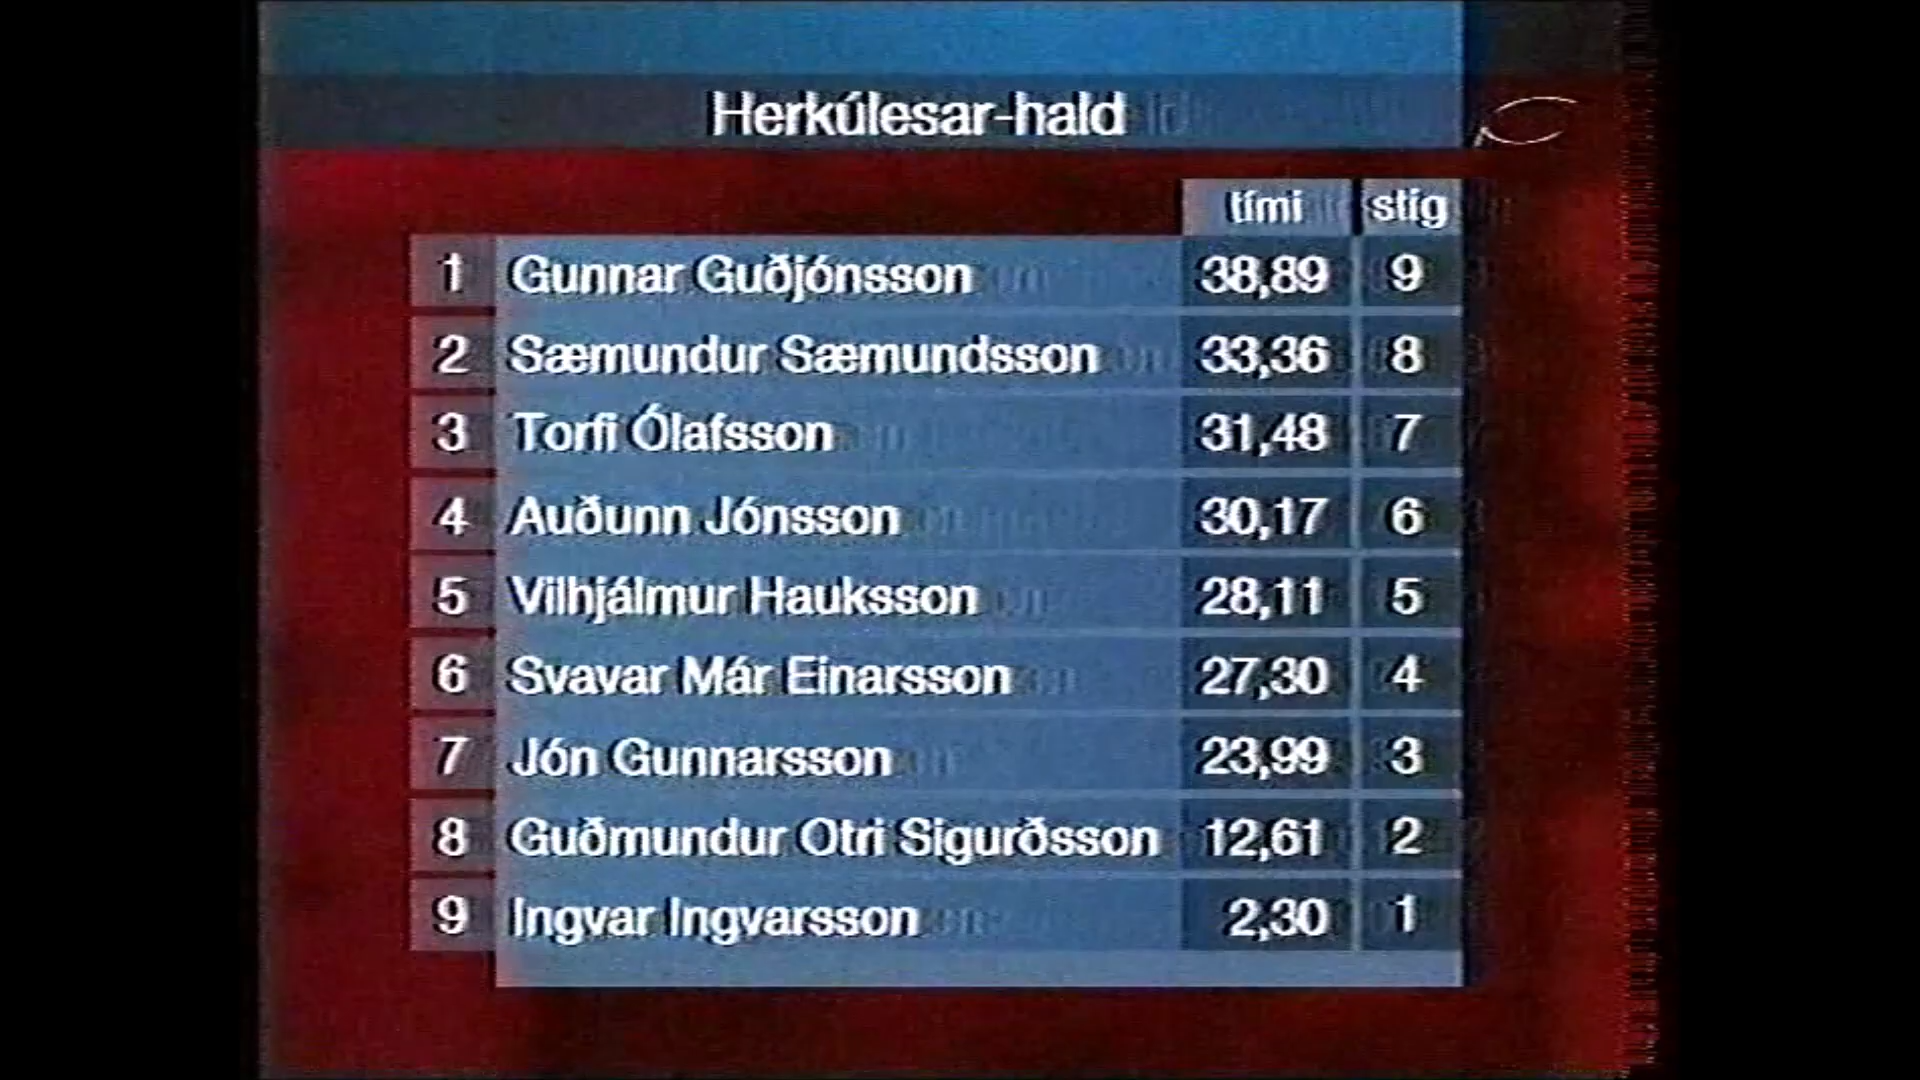 Herkúlesar-hald
tími stig
1 Gunnar Guðjónsson 38,89 9
2 Sæmundur Sæmundsson 33,36 8
3 Torfi Ólafsson 31,48 7
4 Auðunn Jónsson 30,17 6
5 Vilhjálmur Hauksson 28,11 5
6 Svavar Már Einarsson 27,30 4
7 Jón Gunnarsson 23,99 3
8 Guðmundur Otri Sigurðsson 12,61 2
9 Ingvar Ingvarsson 2,30 1